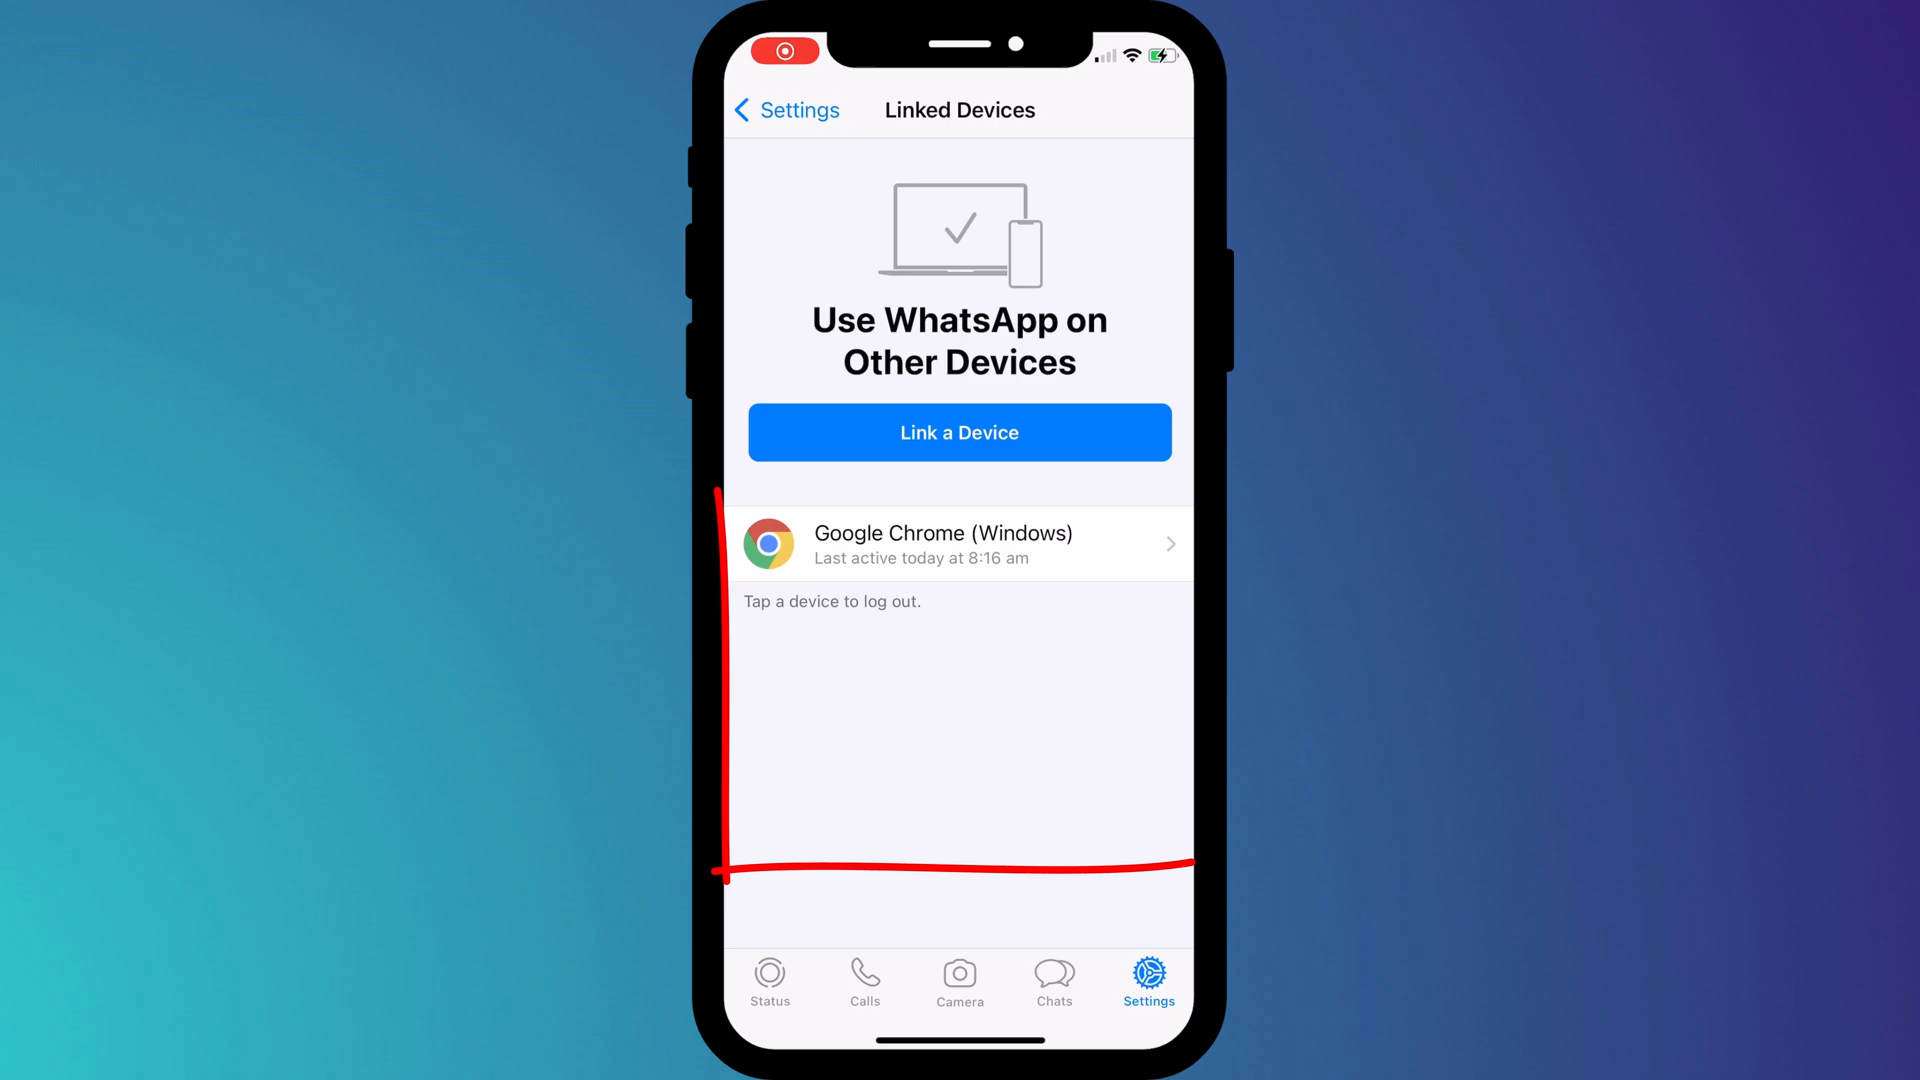 Settings
Linked Devices
Use WhatsApp on
Other Devices
Link a Device
Google Chrome (Windows)
Last active today at 8:16 am
Tap a device to log out.
Status
Calls
Camera
Chats
Settings